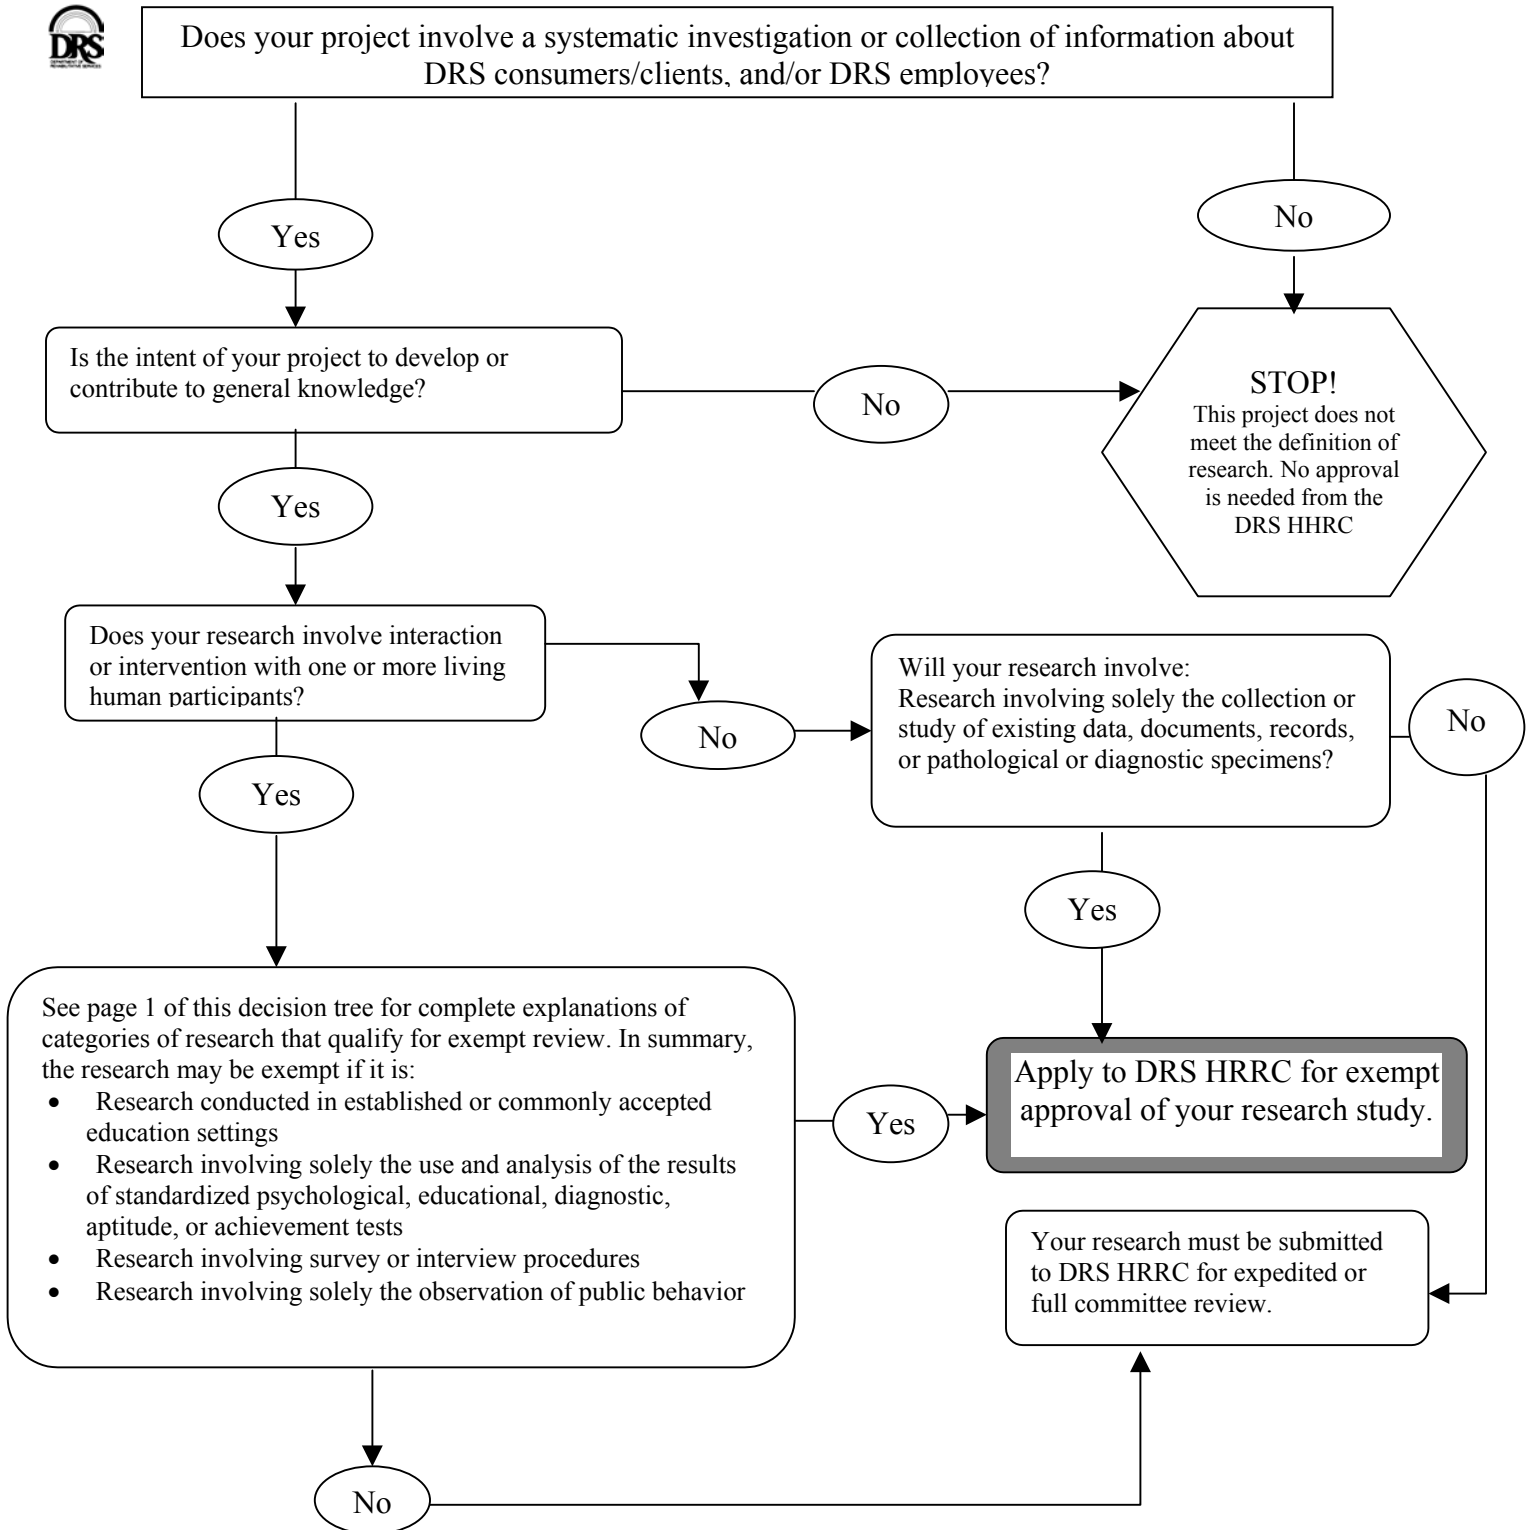 DRS
DEPARTMENT OF
REHABILITATIVE SERVICES
Does your project involve a systematic investigation or collection of information about
DRS consumers/clients, and/or DRS employees?
Yes
No
Is the intent of your project to develop or
contribute to general knowledge?
No
STOP!
This project does not
meet the definition of
research. No approval
is needed from the
DRS HHRC
Yes
Does your research involve interaction
or intervention with one or more living
human participants?
No
Will your research involve:
Research involving solely the collection or
study of existing data, documents, records,
or pathological or diagnostic specimens?
No
Yes
Yes
See page 1 of this decision tree for complete explanations of
categories of research that qualify for exempt review. In summary,
the research may be exempt if it is:
• Research conducted in established or commonly accepted
education settings
• Research involving solely the use and analysis of the results
of standardized psychological, educational, diagnostic,
aptitude, or achievement tests
• Research involving survey or interview procedures
• Research involving solely the observation of public behavior
Yes
Apply to DRS HRRC for exempt
approval of your research study.
Your research must be submitted
to DRS HRRC for expedited or
full committee review.
No